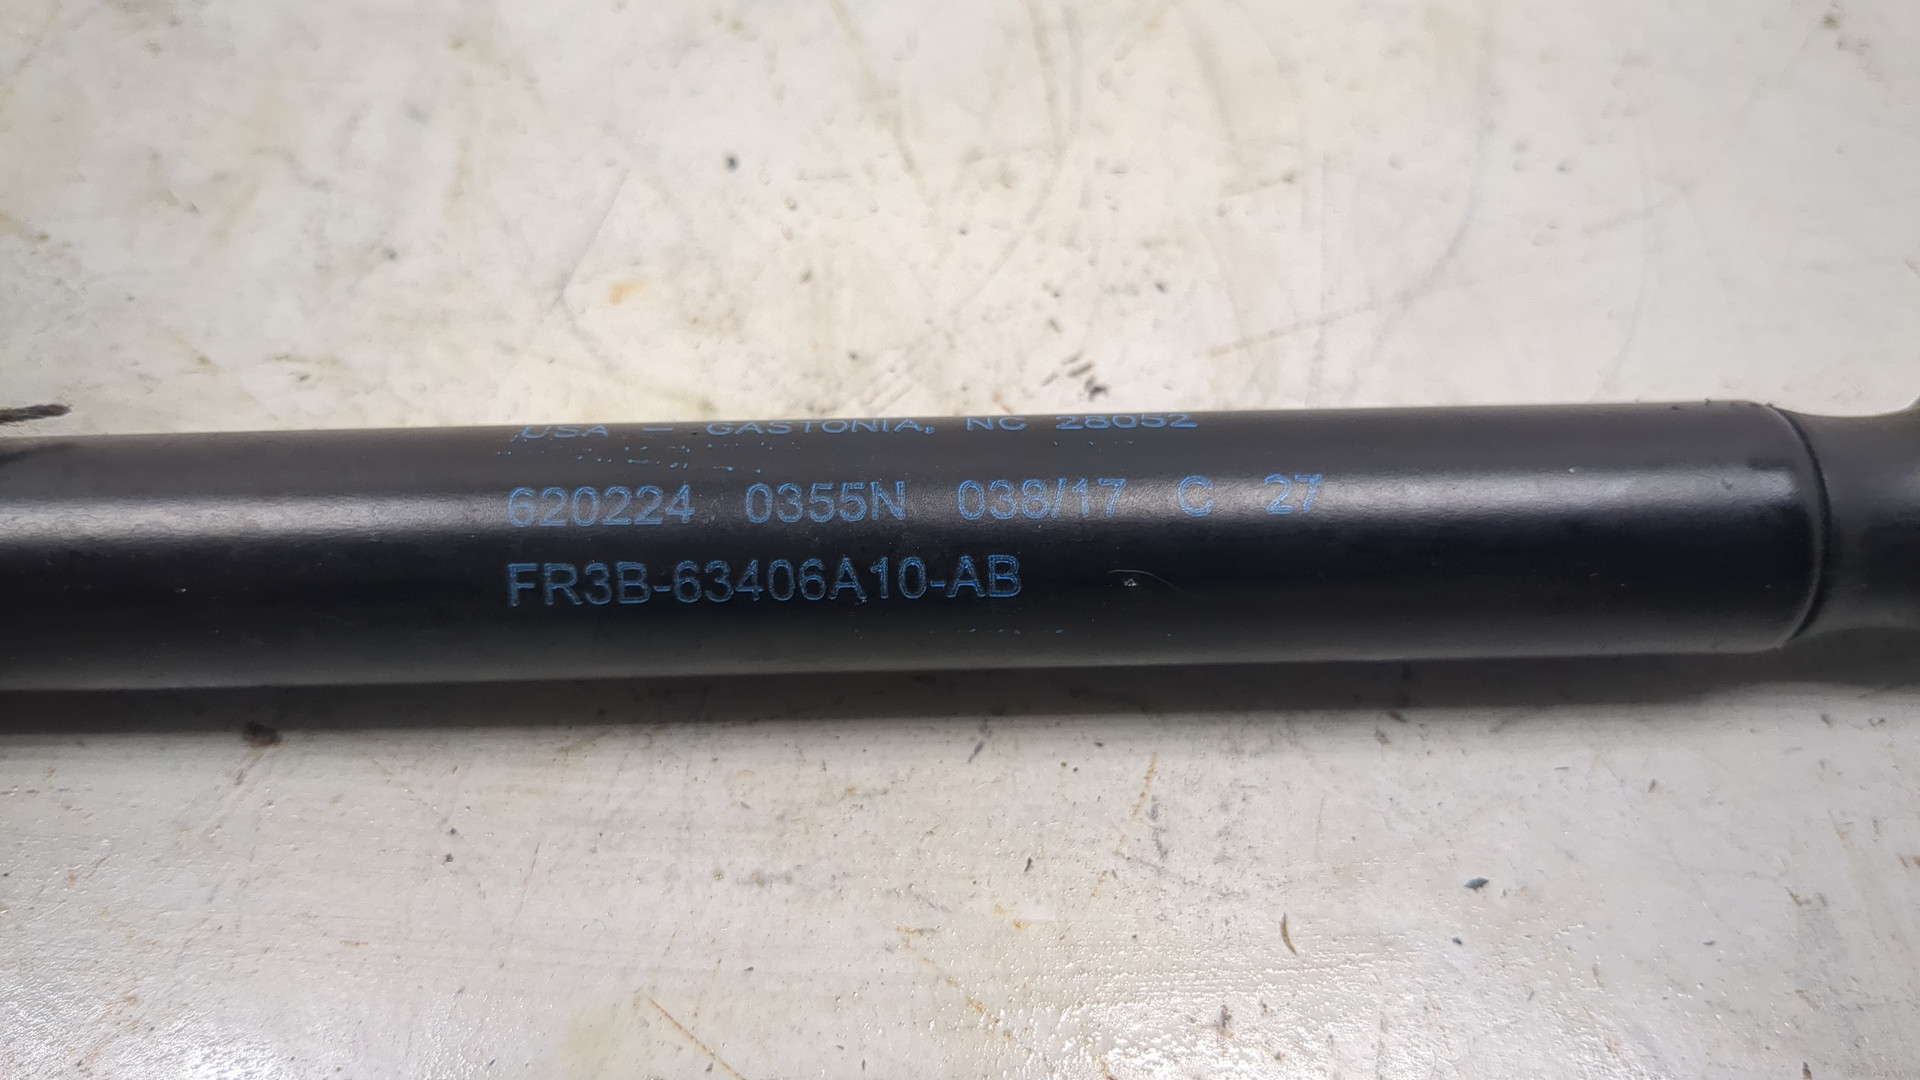 USA – GASTONIA, NC 28052
620224 0355N 038/17 C 27
FR3B-63406A10-AB